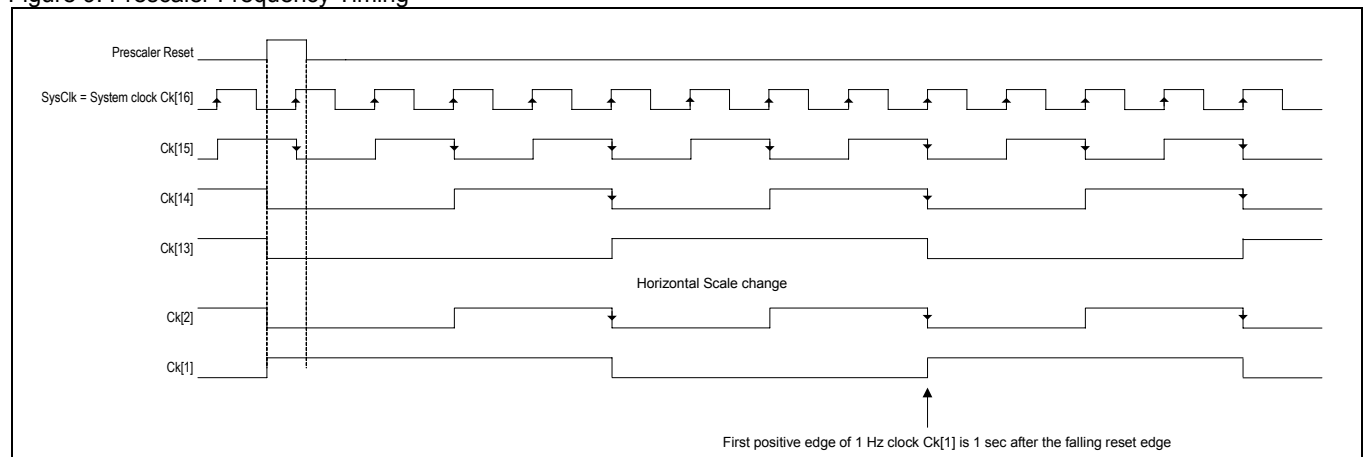 Figure 9. Prescaler Frequency Timing
Prescaler Reset
SysClk = System clock Ck[16]
Ck[15]
Ck[14]
Ck[13]
Horizontal Scale change
Ck[2]
Ck[1]
First positive edge of 1 Hz clock Ck[1] is 1 sec after the falling reset edge